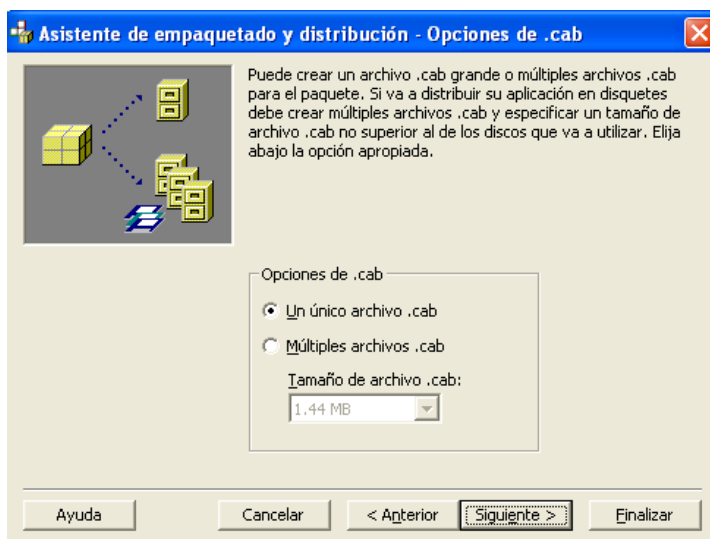 Asistente de empaquetado y distribución - Opciones de .cab
Puede crear un archivo .cab grande o múltiples archivos .cab
para el paquete. Si va a distribuir su aplicación en disquetes
debe crear múltiples archivos .cab y especificar un tamaño de
archivo .cab no superior al de los discos que va a utilizar. Elija
abajo la opción apropiada.
Opciones de .cab
Un único archivo .cab
Múltiples archivos .cab
Tamaño de archivo .cab:
1.44 MB
Ayuda
Cancelar
< Anterior
Siguiente >
Finalizar